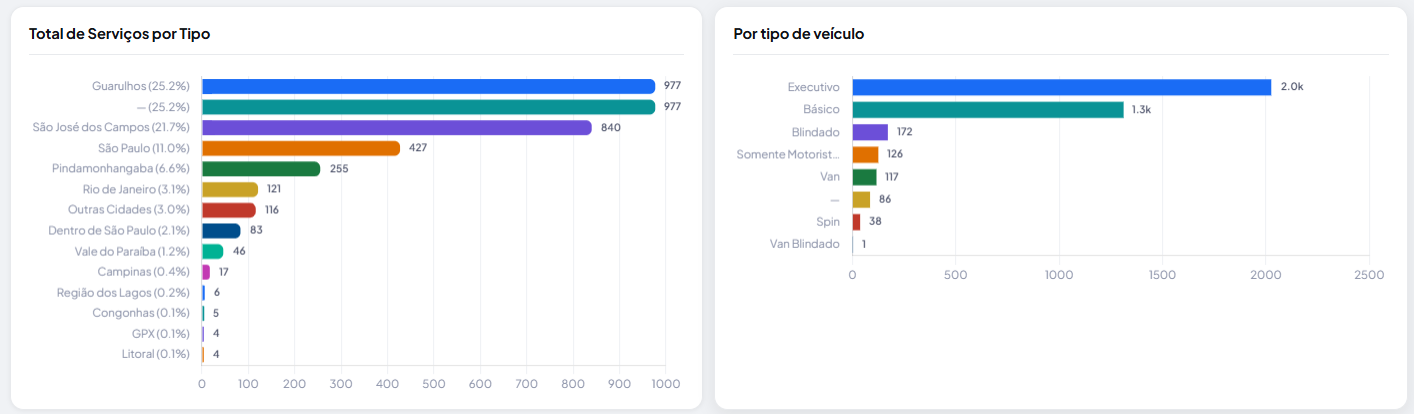 Total de Serviços por Tipo
Guarulhos (25.2%) 977
— (25.2%) 977
São José dos Campos (21.7%) 840
São Paulo (11.0%) 427
Pindamonhangaba (6.6%) 255
Rio de Janeiro (3.1%) 121
Outras Cidades (3.0%) 116
Dentro de São Paulo (2.1%) 83
Vale do Paraíba (1.2%) 46
Campinas (0.4%) 17
Região dos Lagos (0.2%) 6
Congonhas (0.1%) 5
GPX (0.1%) 4
Litoral (0.1%) 4
0 100 200 300 400 500 600 700 800 900 1000
Por tipo de veículo
Executivo 2.0k
Básico 1.3k
Blindado 172
Somente Motorist... 126
Van 117
— 86
Spin 38
Van Blindado 1
0 500 1000 1500 2000 2500